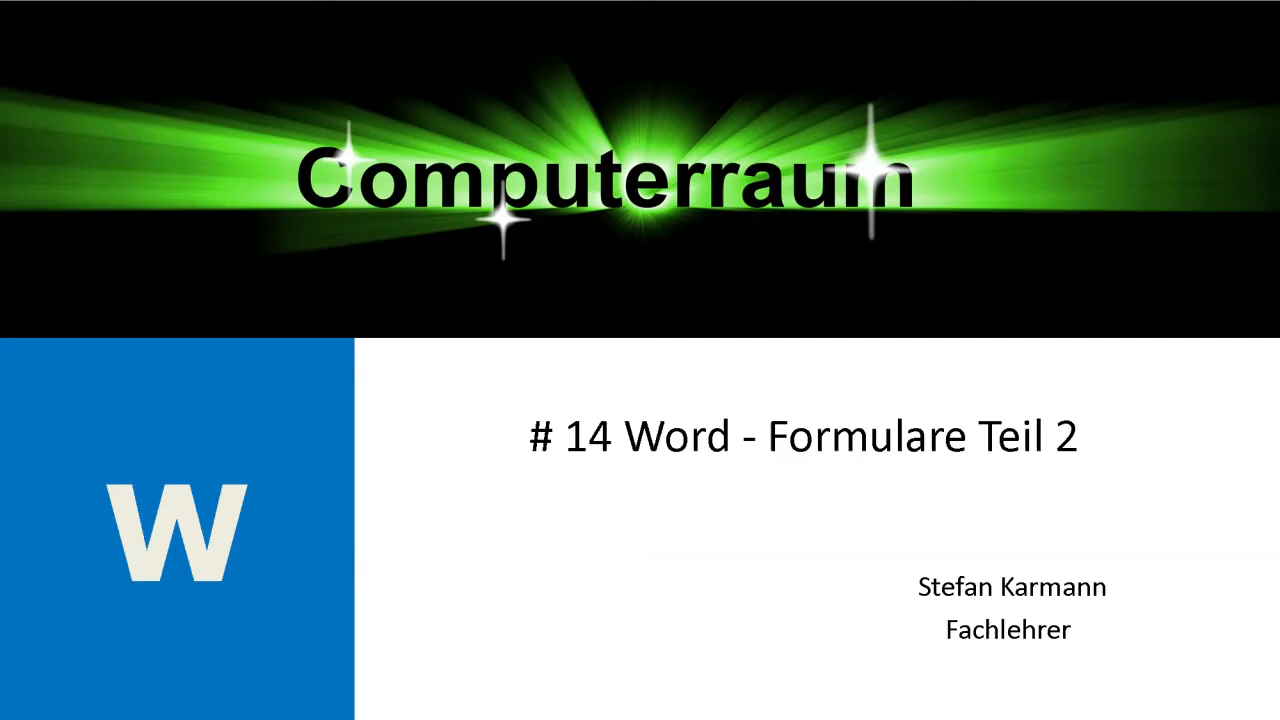 Computerraum
# 14 Word - Formulare Teil 2
W
Stefan Karmann
Fachlehrer